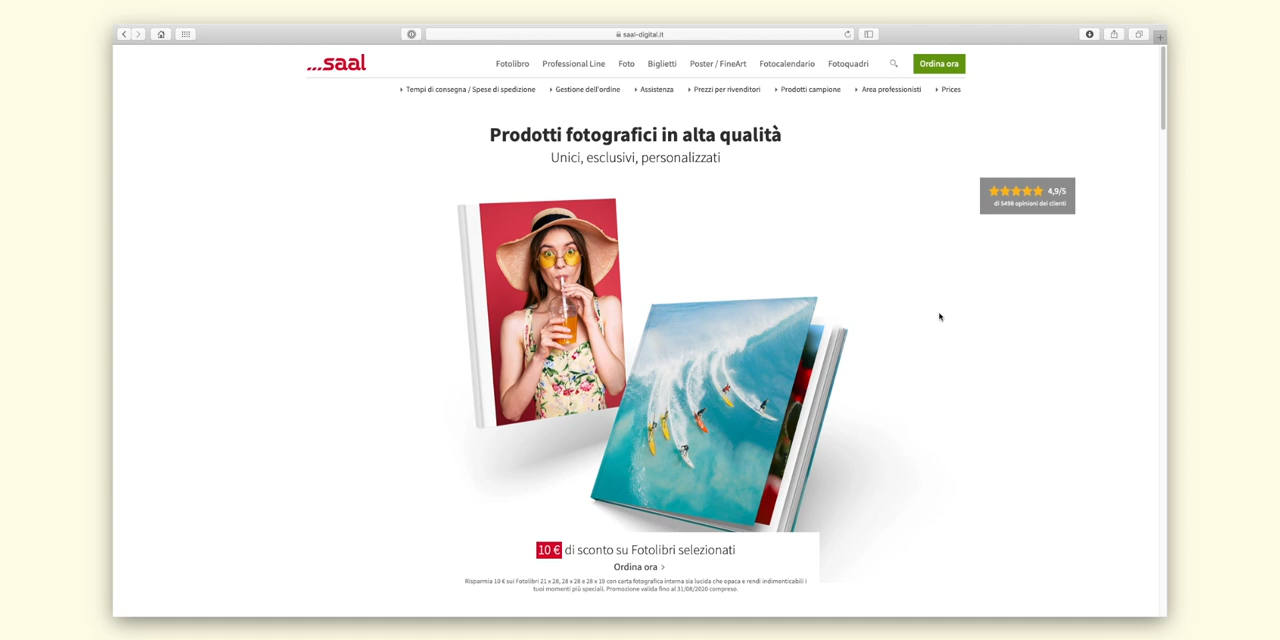 saal-digital.it
...saal
Fotolibro Professional Line Foto Biglietti Poster / FineArt Fotocalendario Fotoquadri Ordina ora
Tempi di consegna / Spese di spedizione Gestione dell'ordine Assistenza Prezzi per rivenditori Prodotti campione Area professionisti Prices
Prodotti fotografici in alta qualità
Unici, esclusivi, personalizzati
4,9/5
di 5498 opinioni dei clienti
10 € di sconto su Fotolibri selezionati
Ordina ora >
Risparmia 10 € sui Fotolibri 21 x 28, 28 x 28 e 28 x 19 con carta fotografica interna sia lucida che opaca e rendi indimenticabili i
tuoi momenti più speciali. Promozione valida fino al 31/08/2020 compreso.